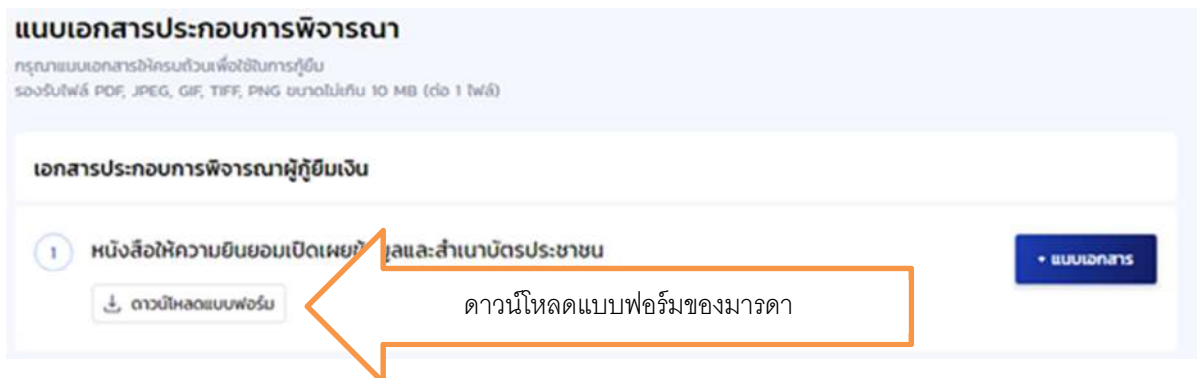 แนบเอกสารประกอบการพิจารณา
กรุณาแนบเอกสารให้ครบถ้วนเพื่อใช้ในการกู้ยืม
รองรับไฟล์ PDF, JPEG, GIF, TIFF, PNG ขนาดไม่เกิน 10 MB (ต่อ 1 ไฟล์)
เอกสารประกอบการพิจารณาผู้กู้ยืมเงิน
1 หนังสือให้ความยินยอมเปิดเผยข้อมูลและสำเนาบัตรประชาชน
+ แนบเอกสาร
ดาวน์โหลดแบบฟอร์ม
ดาวน์โหลดแบบฟอร์มของมารดา